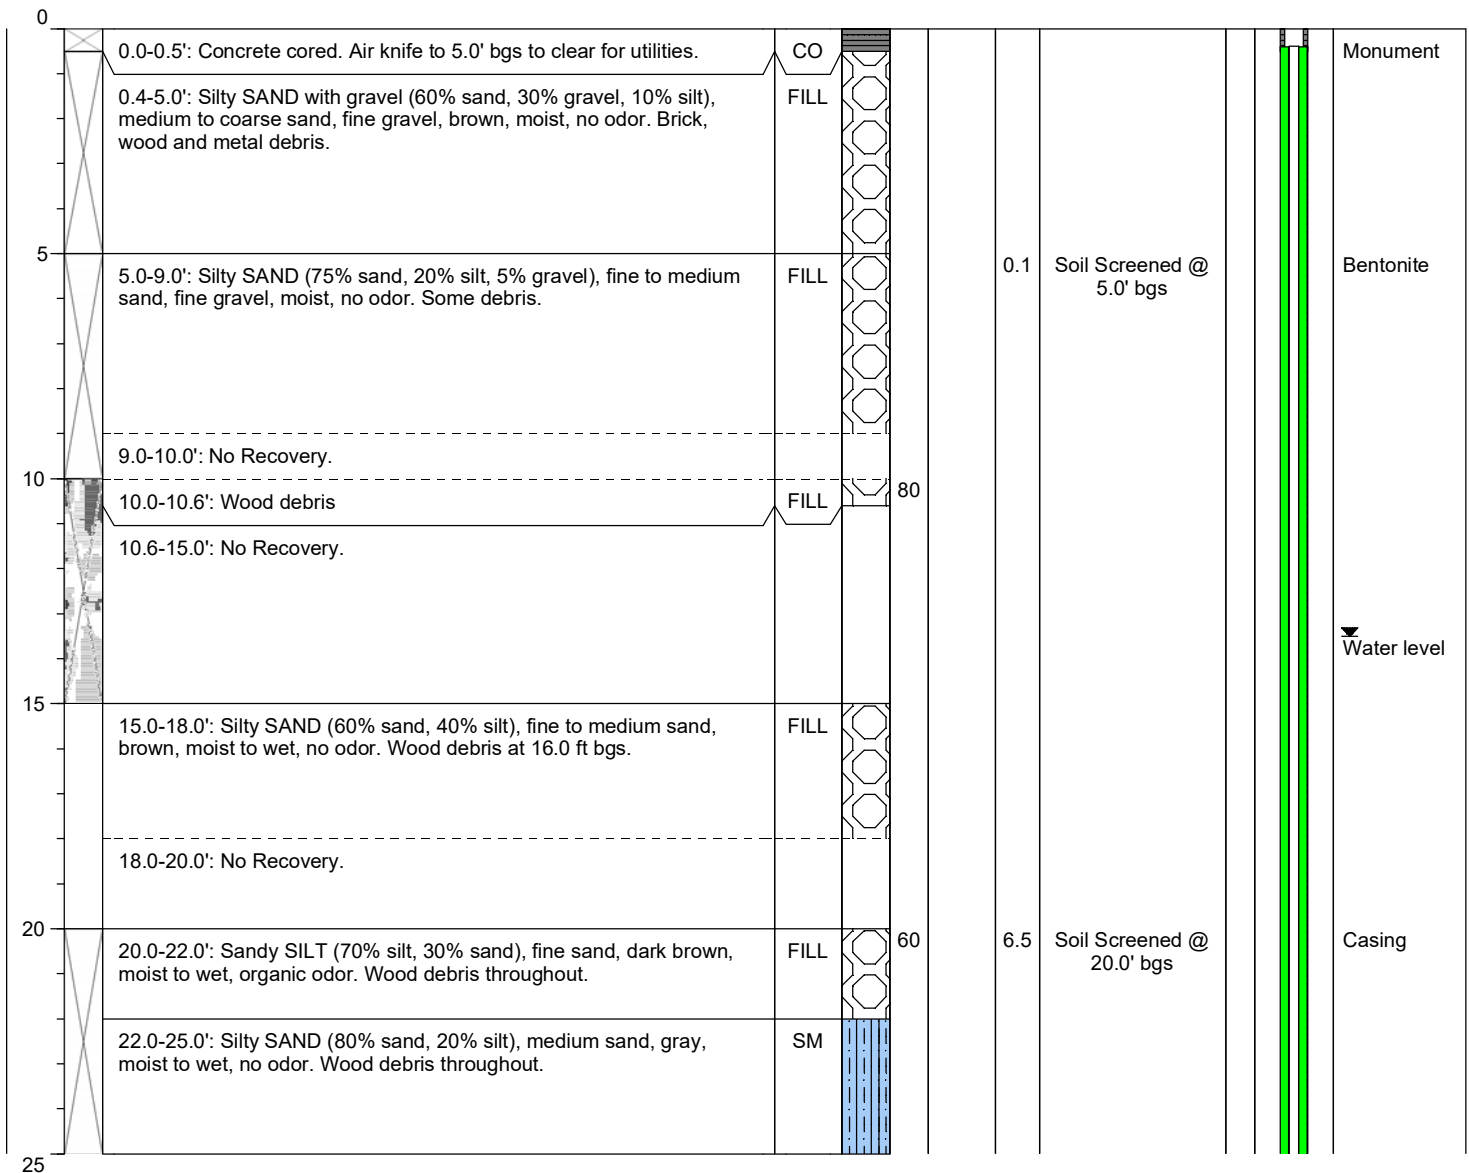 0
0.0-0.5': Concrete cored. Air knife to 5.0' bgs to clear for utilities.
CO
Monument
0.4-5.0': Silty SAND with gravel (60% sand, 30% gravel, 10% silt),
medium to coarse sand, fine gravel, brown, moist, no odor. Brick,
wood and metal debris.
FILL
5
5.0-9.0': Silty SAND (75% sand, 20% silt, 5% gravel), fine to medium
sand, fine gravel, moist, no odor. Some debris.
FILL
0.1
Soil Screened @
5.0' bgs
Bentonite
9.0-10.0': No Recovery.
10
10.0-10.6': Wood debris
FILL
80
10.6-15.0': No Recovery.
Water level
15
15.0-18.0': Silty SAND (60% sand, 40% silt), fine to medium sand,
brown, moist to wet, no odor. Wood debris at 16.0 ft bgs.
FILL
18.0-20.0': No Recovery.
20
20.0-22.0': Sandy SILT (70% silt, 30% sand), fine sand, dark brown,
moist to wet, organic odor. Wood debris throughout.
FILL
60
6.5
Soil Screened @
20.0' bgs
Casing
22.0-25.0': Silty SAND (80% sand, 20% silt), medium sand, gray,
moist to wet, no odor. Wood debris throughout.
SM
25